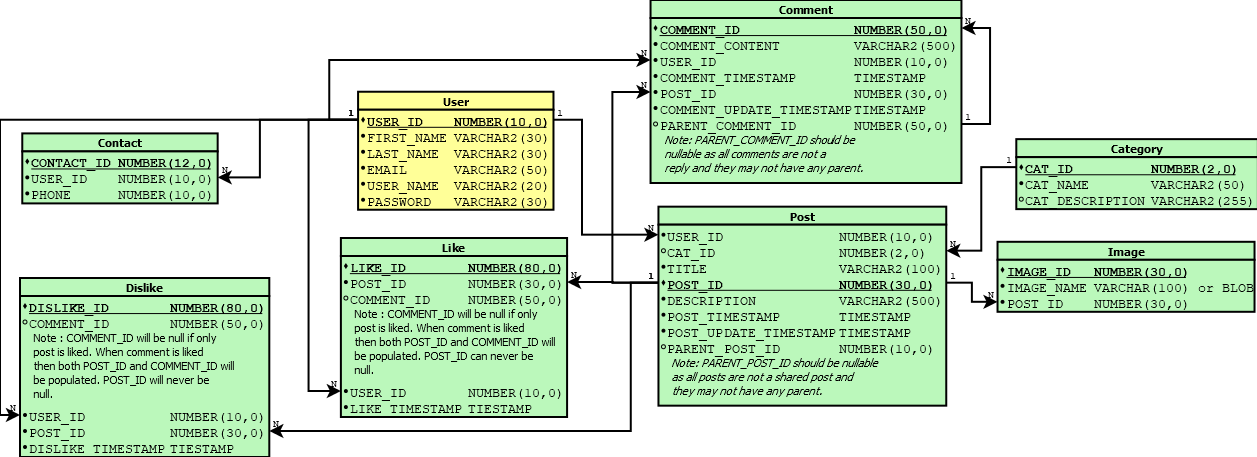 Comment
COMMENT_ID NUMBER(50,0)
COMMENT_CONTENT VARCHAR2(500)
USER_ID NUMBER(10,0)
COMMENT_TIMESTAMP TIMESTAMP
POST_ID NUMBER(30,0)
COMMENT_UPDATE_TIMESTAMP TIMESTAMP
PARENT_COMMENT_ID NUMBER(50,0)
Note: PARENT_COMMENT_ID should be
nullable as all comments are not a
reply and they may not have any parent.
N
N
N
1
User
USER_ID NUMBER(10,0)
FIRST_NAME VARCHAR2(30)
LAST_NAME VARCHAR2(30)
EMAIL VARCHAR2(50)
USER_NAME VARCHAR2(20)
PASSWORD VARCHAR2(30)
1
1
Contact
CONTACT_ID NUMBER(12,0)
USER_ID NUMBER(10,0)
PHONE NUMBER(10,0)
N
Category
CAT_ID NUMBER(2,0)
CAT_NAME VARCHAR2(50)
CAT_DESCRIPTION VARCHAR2(255)
1
Post
USER_ID NUMBER(10,0)
CAT_ID NUMBER(2,0)
TITLE VARCHAR2(100)
POST_ID NUMBER(30,0)
DESCRIPTION VARCHAR2(500)
POST_TIMESTAMP TIMESTAMP
POST_UPDATE_TIMESTAMP TIMESTAMP
PARENT_POST_ID NUMBER(10,0)
Note: PARENT_POST_ID should be nullable
as all posts are not a shared post and
they may not have any parent.
N
N
1
1
Image
IMAGE_ID NUMBER(30,0)
IMAGE_NAME VARCHAR(100) or BLOB
POST_ID NUMBER(30,0)
N
Like
LIKE_ID NUMBER(80,0)
POST_ID NUMBER(30,0)
COMMENT_ID NUMBER(50,0)
Note : COMMENT_ID will be null if only
post is liked. When comment is liked
then both POST_ID and COMMENT_ID will
be populated. POST_ID can never be
null.
USER_ID NUMBER(10,0)
LIKE_TIMESTAMP TIESTAMP
N
N
Dislike
DISLIKE_ID NUMBER(80,0)
COMMENT_ID NUMBER(50,0)
Note : COMMENT_ID will be null if only
post is liked. When comment is liked
then both POST_ID and COMMENT_ID will
be populated. POST_ID will never be
null.
USER_ID NUMBER(10,0)
POST_ID NUMBER(30,0)
DISLIKE_TIMESTAMP TIESTAMP
N
N